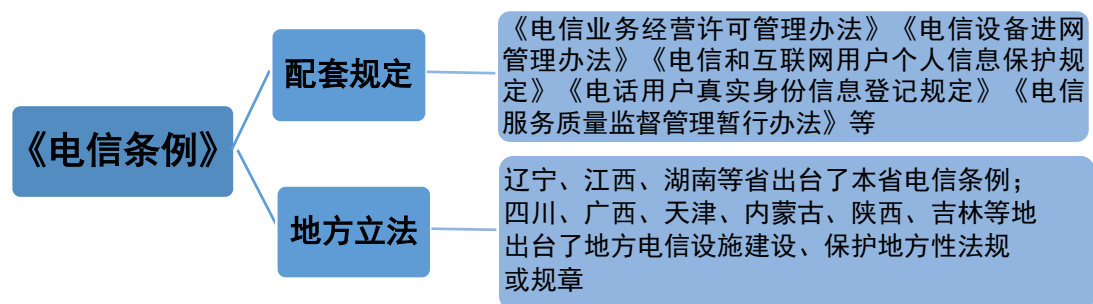 《电信条例》
配套规定
《电信业务经营许可管理办法》《电信设备进网
管理办法》《电信和互联网用户个人信息保护规
定》《电话用户真实身份信息登记规定》《电信
服务质量监督管理暂行办法》等
地方立法
辽宁、江西、湖南等省出台了本省电信条例；
四川、广西、天津、内蒙古、陕西、吉林等地
出台了地方电信设施建设、保护地方性法规
或规章